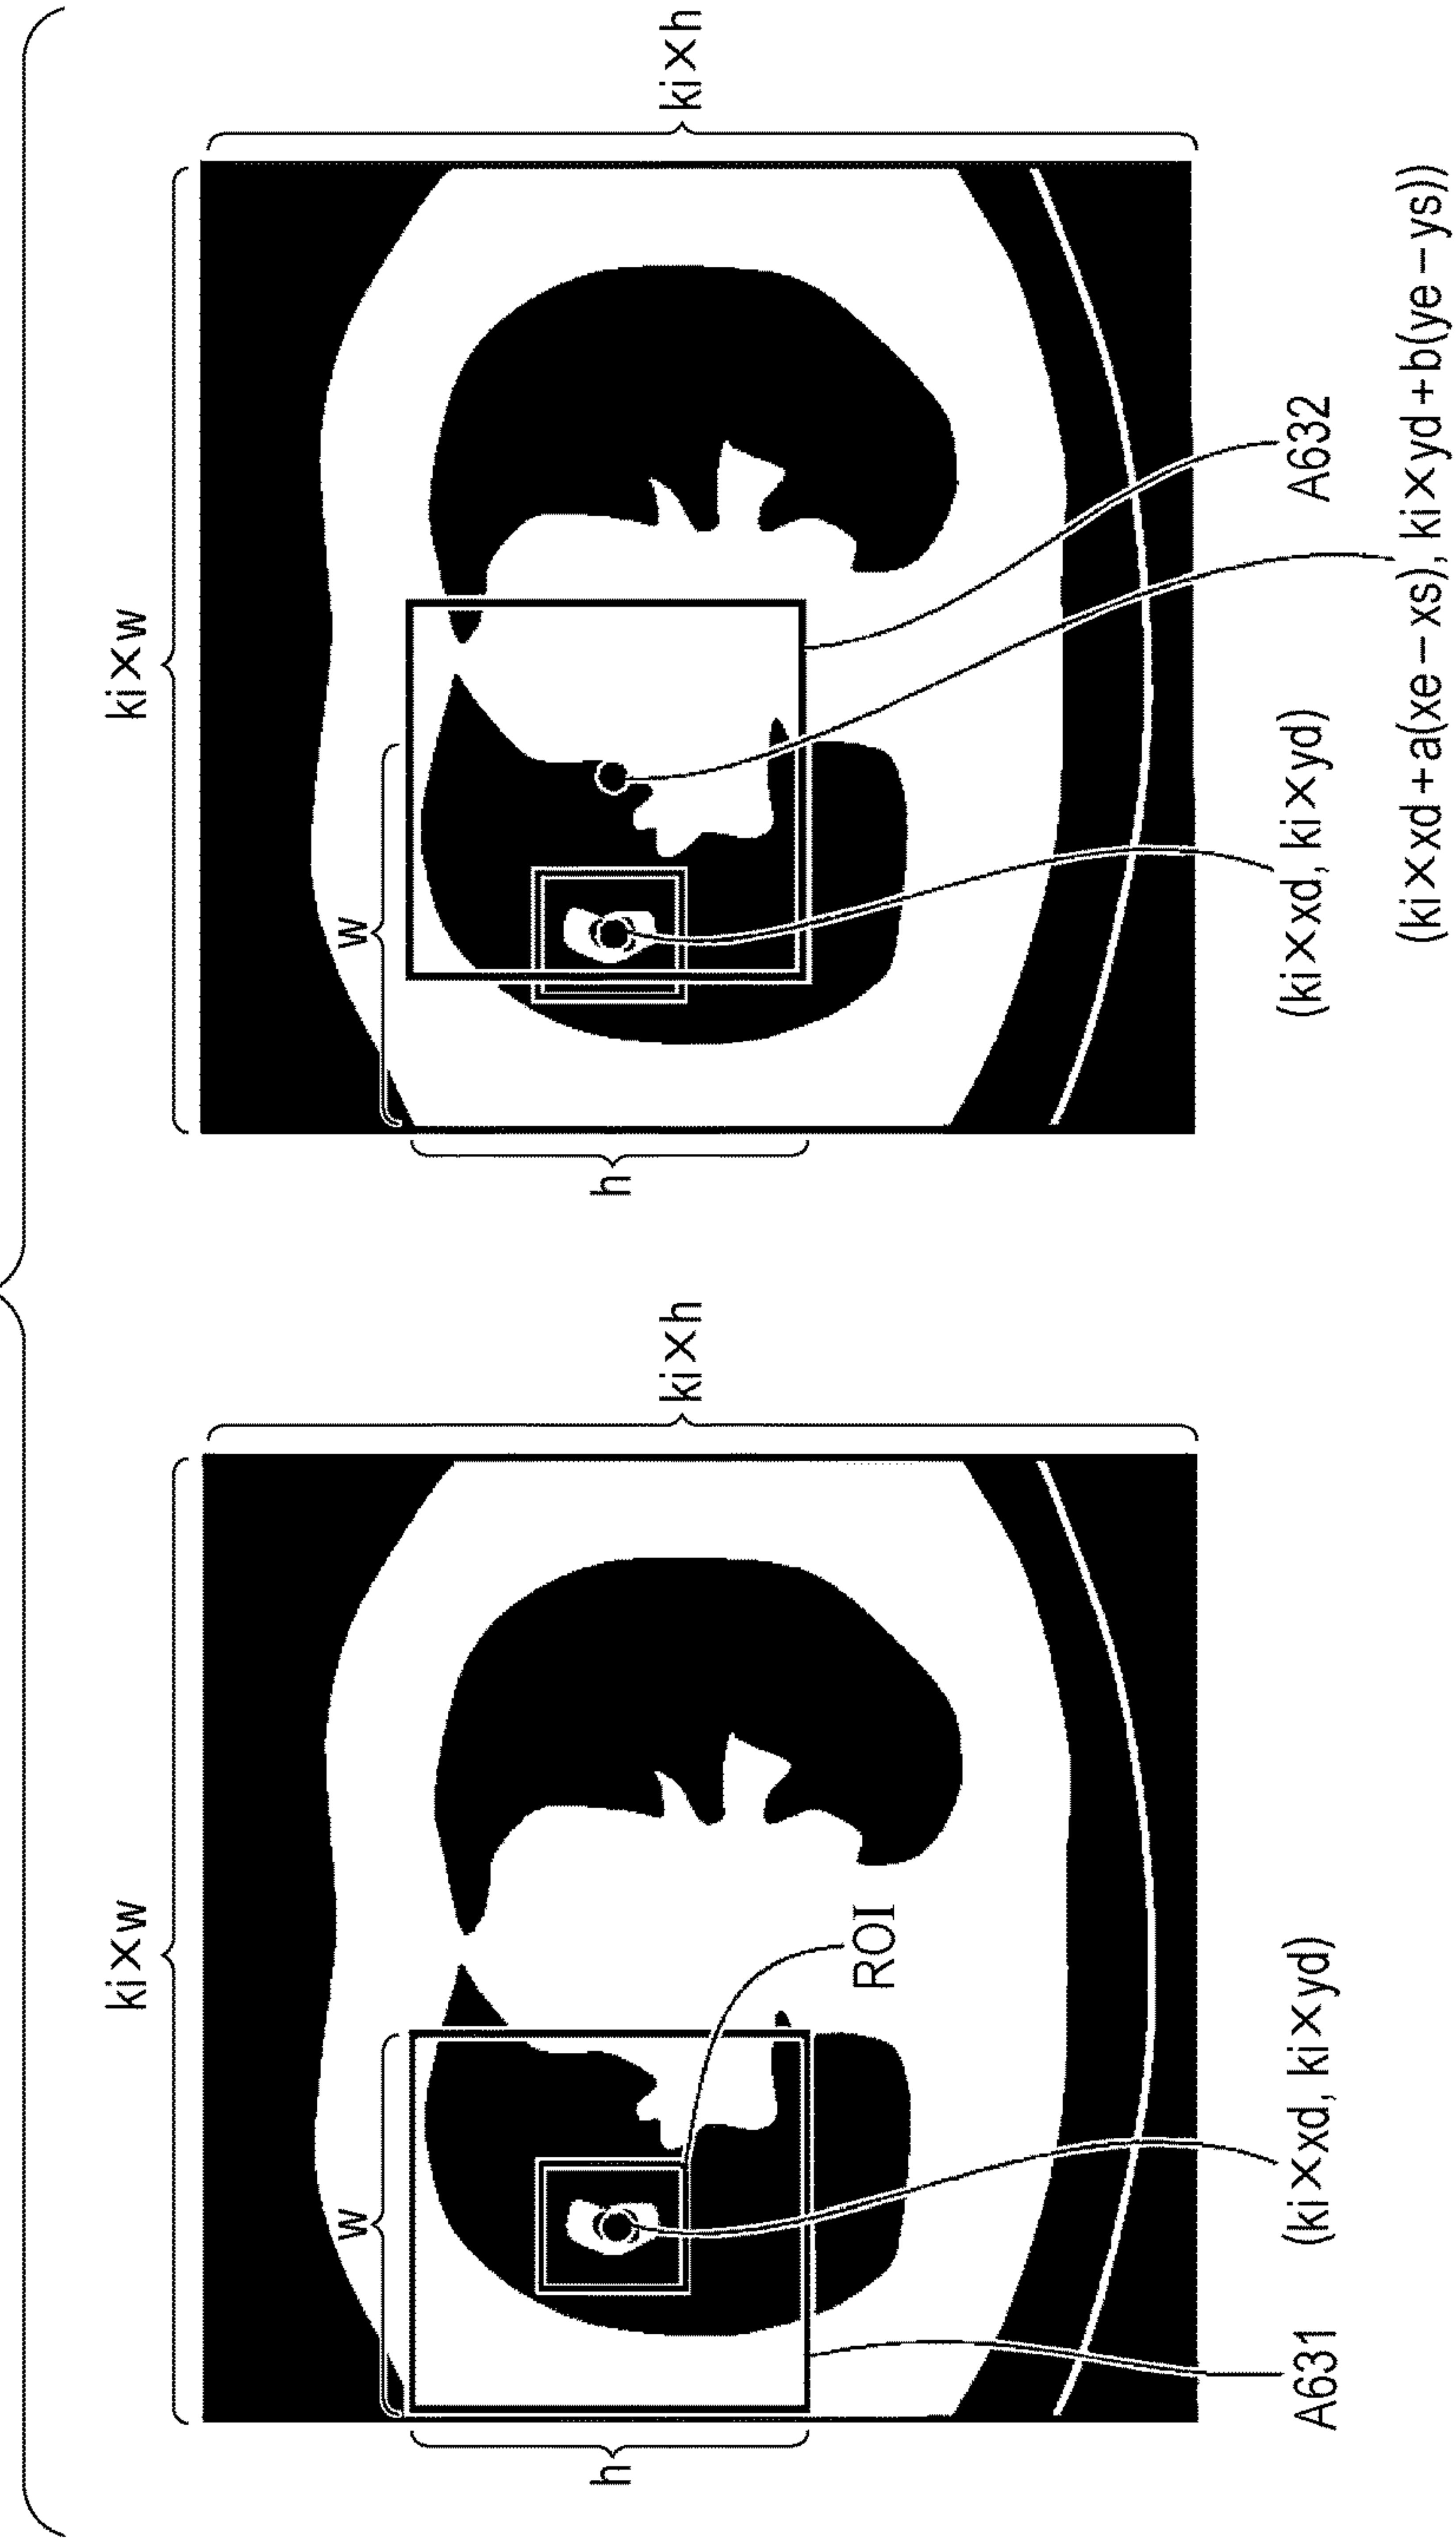 ki×w
w
h
ki×h
ROI
A631
(ki×xd, ki×yd)
ki×w
w
h
ki×h
(ki×xd, ki×yd)
A632
(ki×xd+a(xe−xs), ki×yd+b(ye−ys))